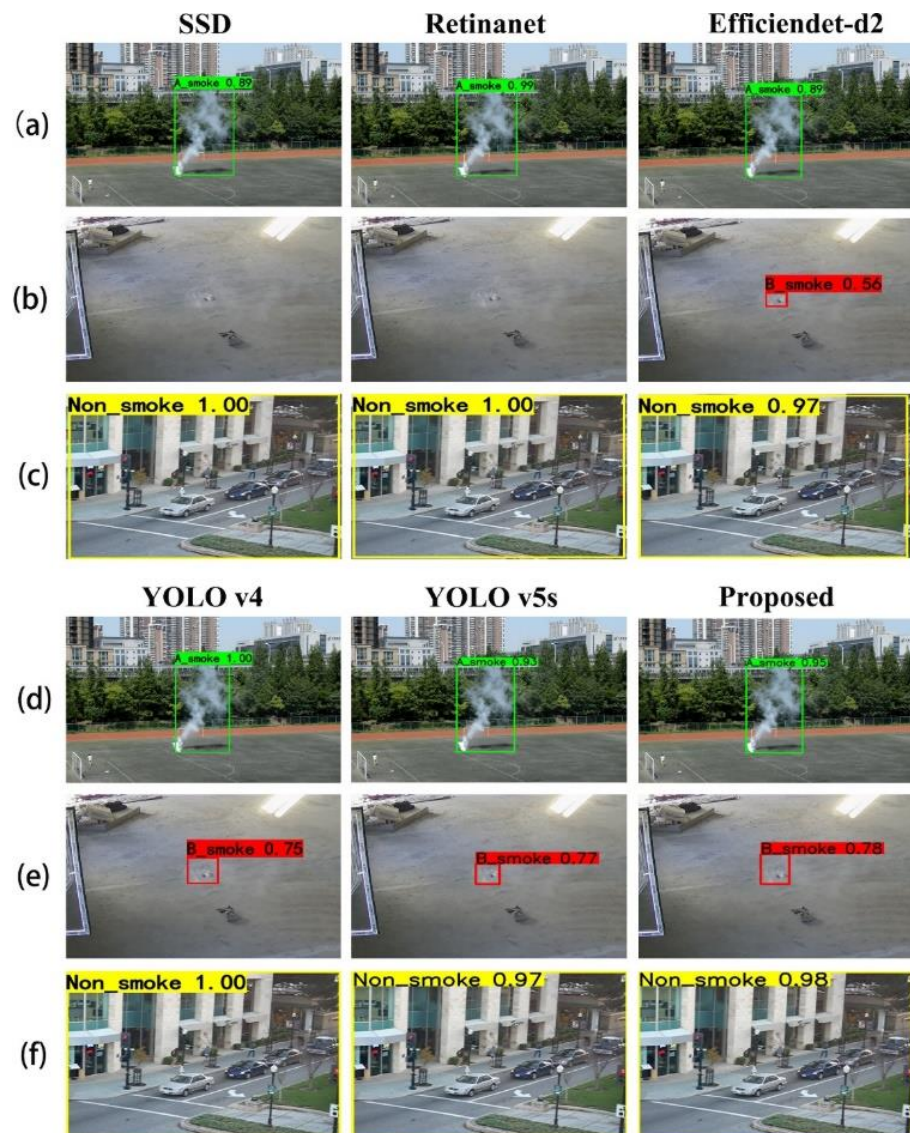 SSD Retinanet Efficiendet-d2
(a) A_smoke 0.89 A_smoke 0.99 A_smoke 0.89
(b) B_smoke 0.56
(c) Non_smoke 1.00 Non_smoke 1.00 Non_smoke 0.97
YOLO v4 YOLO v5s Proposed
(d) A_smoke 1.00 A_smoke 0.93 A_smoke 0.95
(e) B_smoke 0.75 B_smoke 0.77 B_smoke 0.78
(f) Non_smoke 1.00 Non_smoke 0.97 Non_smoke 0.98